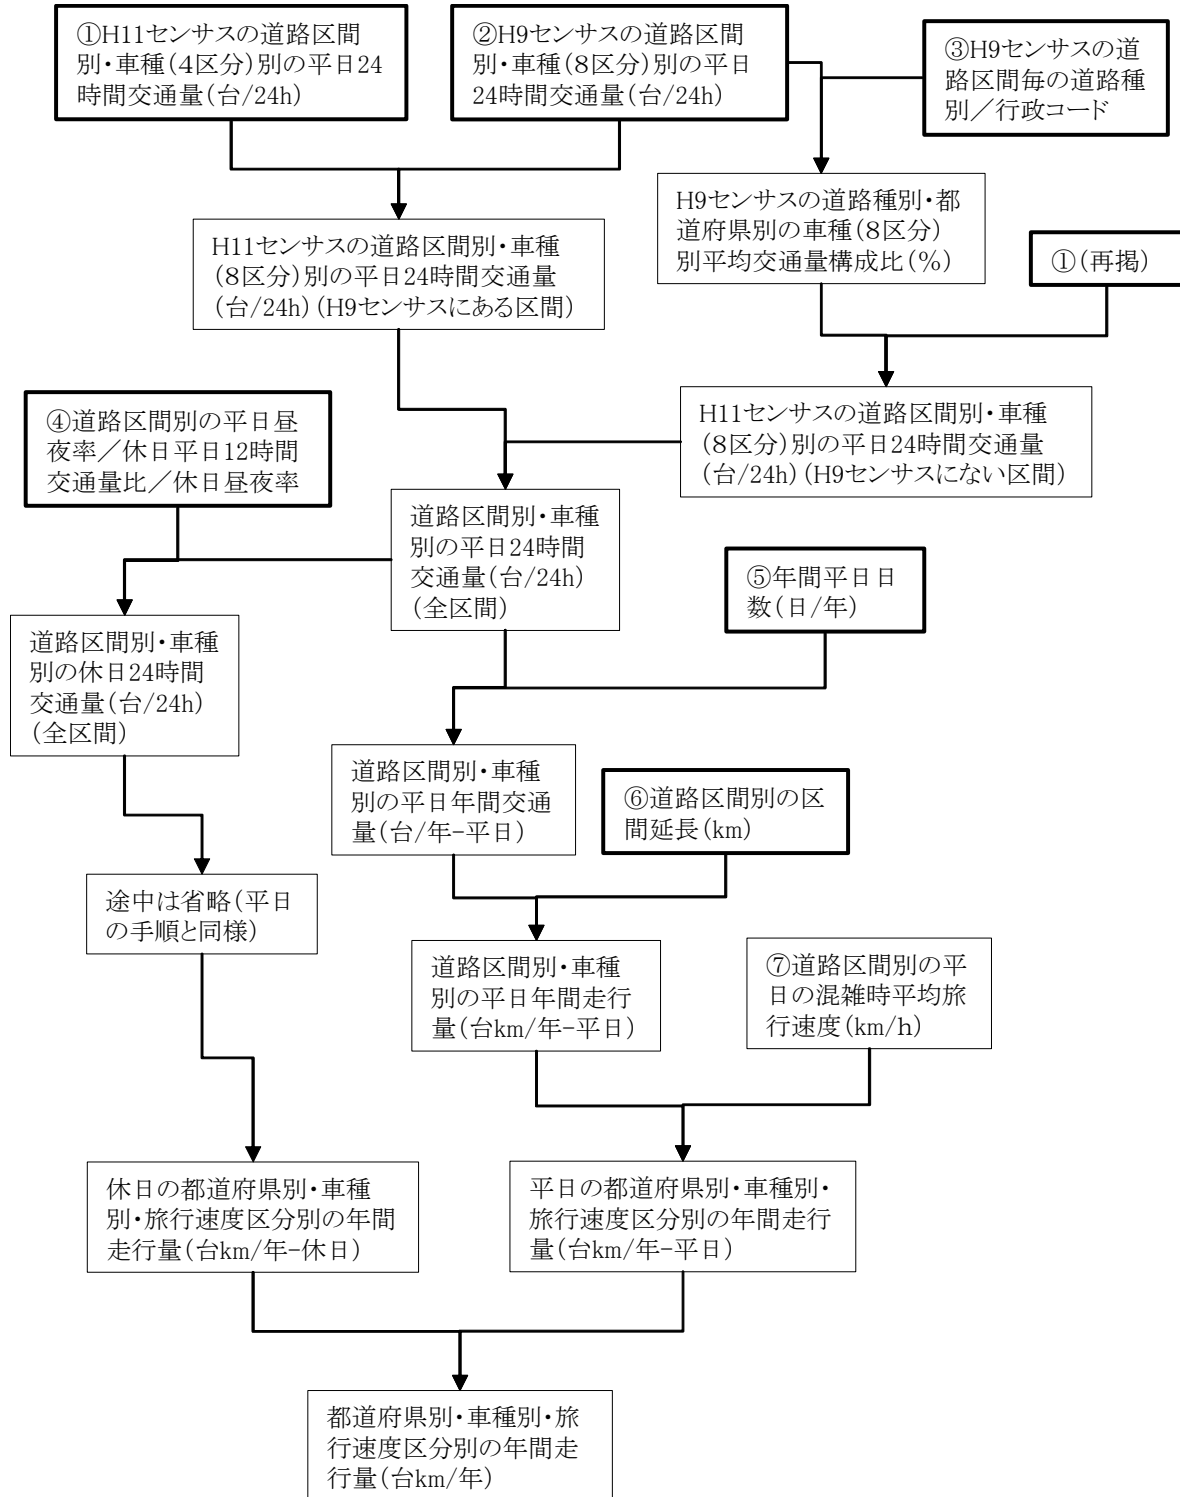 ①H11センサスの道路区間
別・車種(4区分)別の平日24
時間交通量(台/24h)
②H9センサスの道路区間
別・車種(8区分)別の平日
24時間交通量(台/24h)
③H9センサスの道
路区間毎の道路種
別／行政コード
H9センサスの道路種別・都
道府県別の車種(8区分)
別平均交通量構成比(%)
H11センサスの道路区間別・車種
(8区分)別の平日24時間交通量
(台/24h)(H9センサスにある区間)
①(再掲)
④道路区間別の平日昼
夜率／休日平日12時間
交通量比／休日昼夜率
H11センサスの道路区間別・車種
(8区分)別の平日24時間交通量
(台/24h)(H9センサスにない区間)
道路区間別・車種
別の平日24時間
交通量(台/24h)
(全区間)
⑤年間平日日
数(日/年)
道路区間別・車種
別の休日24時間
交通量(台/24h)
(全区間)
道路区間別・車種
別の平日年間交通
量(台/年-平日)
⑥道路区間別の区
間延長(km)
途中は省略(平日
の手順と同様)
道路区間別・車種
別の平日年間走行
量(台km/年-平日)
⑦道路区間別の平
日の混雑時平均旅
行速度(km/h)
休日の都道府県別・車種
別・旅行速度区分別の年間
走行量(台km/年-休日)
平日の都道府県別・車種別・
旅行速度区分別の年間走行
量(台km/年-平日)
都道府県別・車種別・旅
行速度区分別の年間走
行量(台km/年)